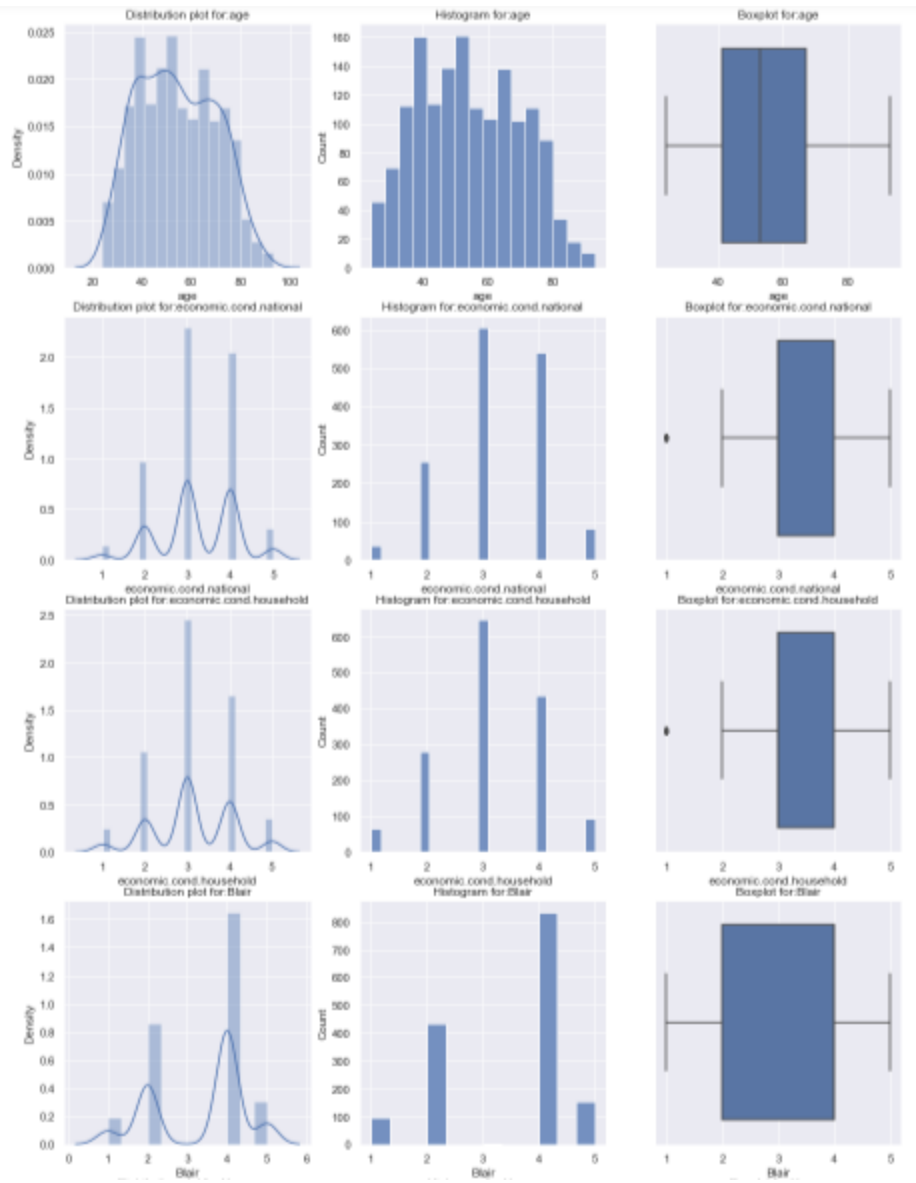 Distribution plot for:age
Histogram for:age
Boxplot for:age
0.025
0.020
0.015
0.010
0.005
0.000
Density
20 40 60 80 100
age
160
140
120
100
80
60
40
20
0
Count
40 60 80
age
40 60 80
age
Distribution plot for:economic.cond.national
Histogram for:economic.cond.national
Boxplot for:economic.cond.national
2.0
1.5
1.0
0.5
0.0
Density
1 2 3 4 5
economic.cond.national
600
500
400
300
200
100
0
Count
1 2 3 4 5
economic.cond.national
1 2 3 4 5
economic.cond.national
Distribution plot for:economic.cond.household
Histogram for:economic.cond.household
Boxplot for:economic.cond.household
2.5
2.0
1.5
1.0
0.5
0.0
Density
1 2 3 4 5
economic.cond.household
600
500
400
300
200
100
0
Count
1 2 3 4 5
economic.cond.household
1 2 3 4 5
economic.cond.household
Distribution plot for:Blair
Histogram for:Blair
Boxplot for:Blair
1.6
1.4
1.2
1.0
0.8
0.6
0.4
0.2
0.0
Density
0 1 2 3 4 5 6
Blair
800
700
600
500
400
300
200
100
0
Count
1 2 3 4 5
Blair
1 2 3 4 5
Blair